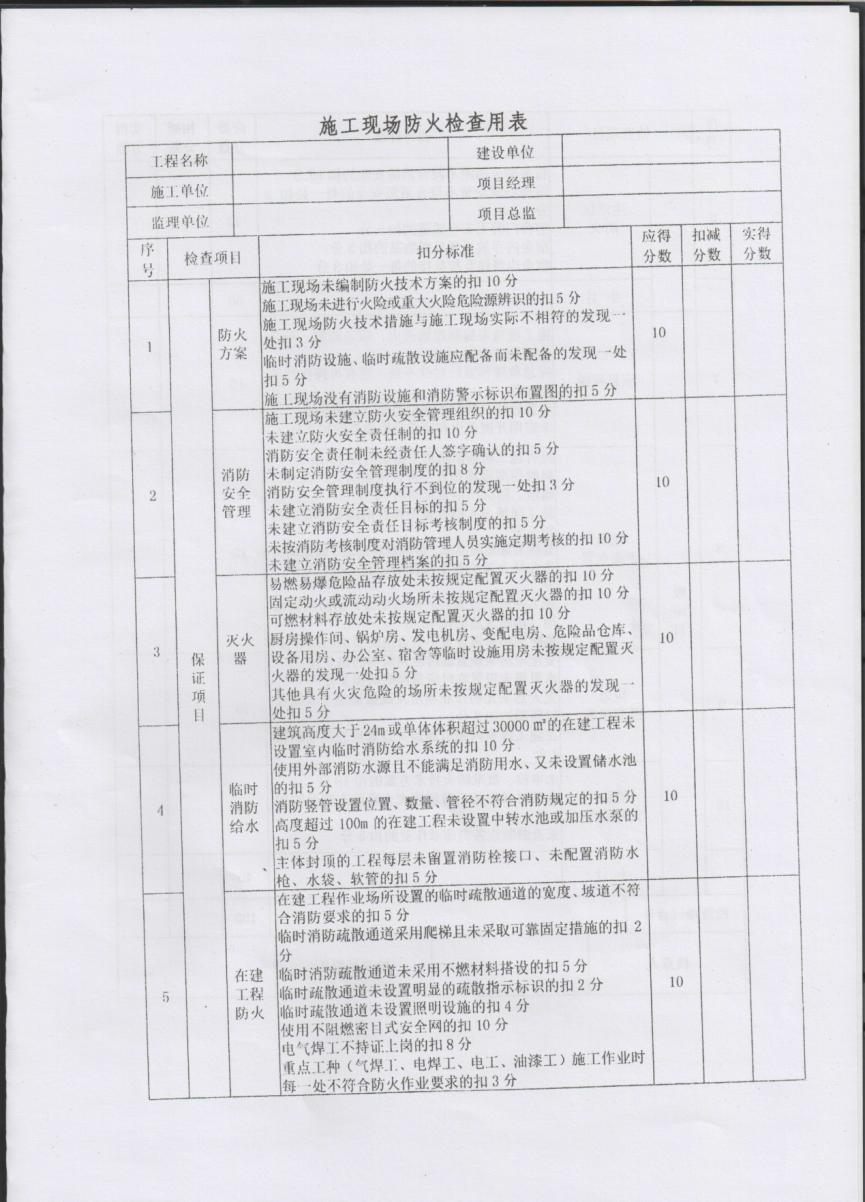 施工现场防火检查用表
工程名称 建设单位
施工单位 项目经理
监理单位 项目总监
序号 检查项目 扣分标准 应得分数 扣减分数 实得分数
保证项目
1 防火方案 10
施工现场未编制防火技术方案的扣 10 分
施工现场未进行火险或重大火险危险源辨识的扣 5 分
施工现场防火技术措施与施工现场实际不相符的发现一
处扣 3 分
临时消防设施、临时疏散设施应配备而未配备的发现一处
扣 5 分
施工现场没有消防设施和消防警示标识布置图的扣 5 分
2 消防安全管理 10
施工现场未建立防火安全管理组织的扣 10 分
未建立防火安全责任制的扣 10 分
消防安全责任制未经责任人签字确认的扣 5 分
未制定消防安全管理制度的扣 8 分
消防安全管理制度执行不到位的发现一处扣 3 分
未建立消防安全责任目标的扣 5 分
未建立消防安全责任目标考核制度的扣 5 分
未按消防考核制度对消防管理人员实施定期考核的扣 10 分
未建立消防安全管理档案的扣 5 分
3 灭火器 10
易燃易爆危险品存放处未按规定配置灭火器的扣 10 分
固定动火或流动动火场所未按规定配置灭火器的扣 10 分
可燃材料存放处未按规定配置灭火器的扣 10 分
厨房操作间、锅炉房、发电机房、变配电房、危险品仓库、
设备用房、办公室、宿舍等临时设施用房未按规定配置灭
火器的发现一处扣 5 分
其他具有火灾危险的场所未按规定配置灭火器的发现一
处扣 5 分
4 临时消防给水 10
建筑高度大于 24m 或单体体积超过 30000 ㎡的在建工程未
设置室内临时消防给水系统的扣 10 分
使用外部消防水源且不能满足消防用水、又未设置储水池
的扣 5 分
消防竖管设置位置、数量、管径不符合消防规定的扣 5 分
高度超过 100m 的在建工程未设置中转水池或加压水泵的
扣 5 分
主体封顶的工程每层未留置消防栓接口、未配置消防水
枪、水袋、软管的扣 5 分
5 在建工程防火 10
在建工程作业场所设置的临时疏散通道的宽度、坡道不符
合消防要求的扣 5 分
临时消防疏散通道采用爬梯且未采取可靠固定措施的扣 2
分
临时消防疏散通道未采用不燃材料搭设的扣 5 分
临时疏散通道未设置明显的疏散指示标识的扣 2 分
临时疏散通道未设置照明设施的扣 4 分
使用不阻燃密目式安全网的扣 10 分
电气焊工不持证上岗的扣 8 分
重点工种（气焊工、电焊工、电工、油漆工）施工作业时
每一处不符合防火作业要求的扣 3 分